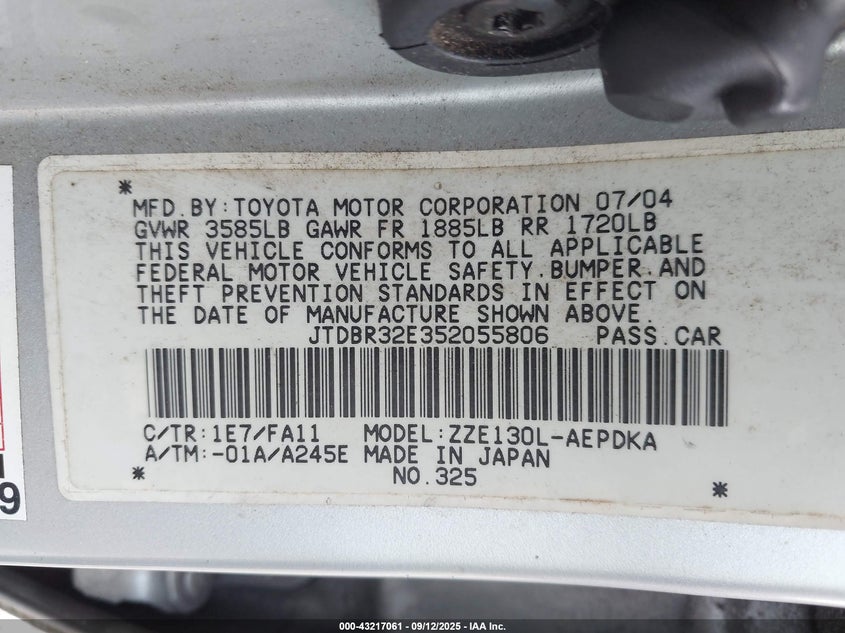 *
MFD.BY:TOYOTA MOTOR CORPORATION 07/04
GVWR 3585LB GAWR FR 1885LB RR 1720LB
THIS VEHICLE CONFORMS TO ALL APPLICABLE
FEDERAL MOTOR VEHICLE SAFETY.BUMPER.AND
THEFT PREVENTION STANDARDS IN EFFECT ON
THE DATE OF MANUFACTURE SHOWN ABOVE.
JTDBR32E352055806 PASS.CAR
C/TR:1E7/FA11 MODEL:ZZE130L-AEPDKA
A/TM:-01A/A245E MADE IN JAPAN
* NO.325 *
9
000-43217061 - 09/12/2025 - IAA Inc.